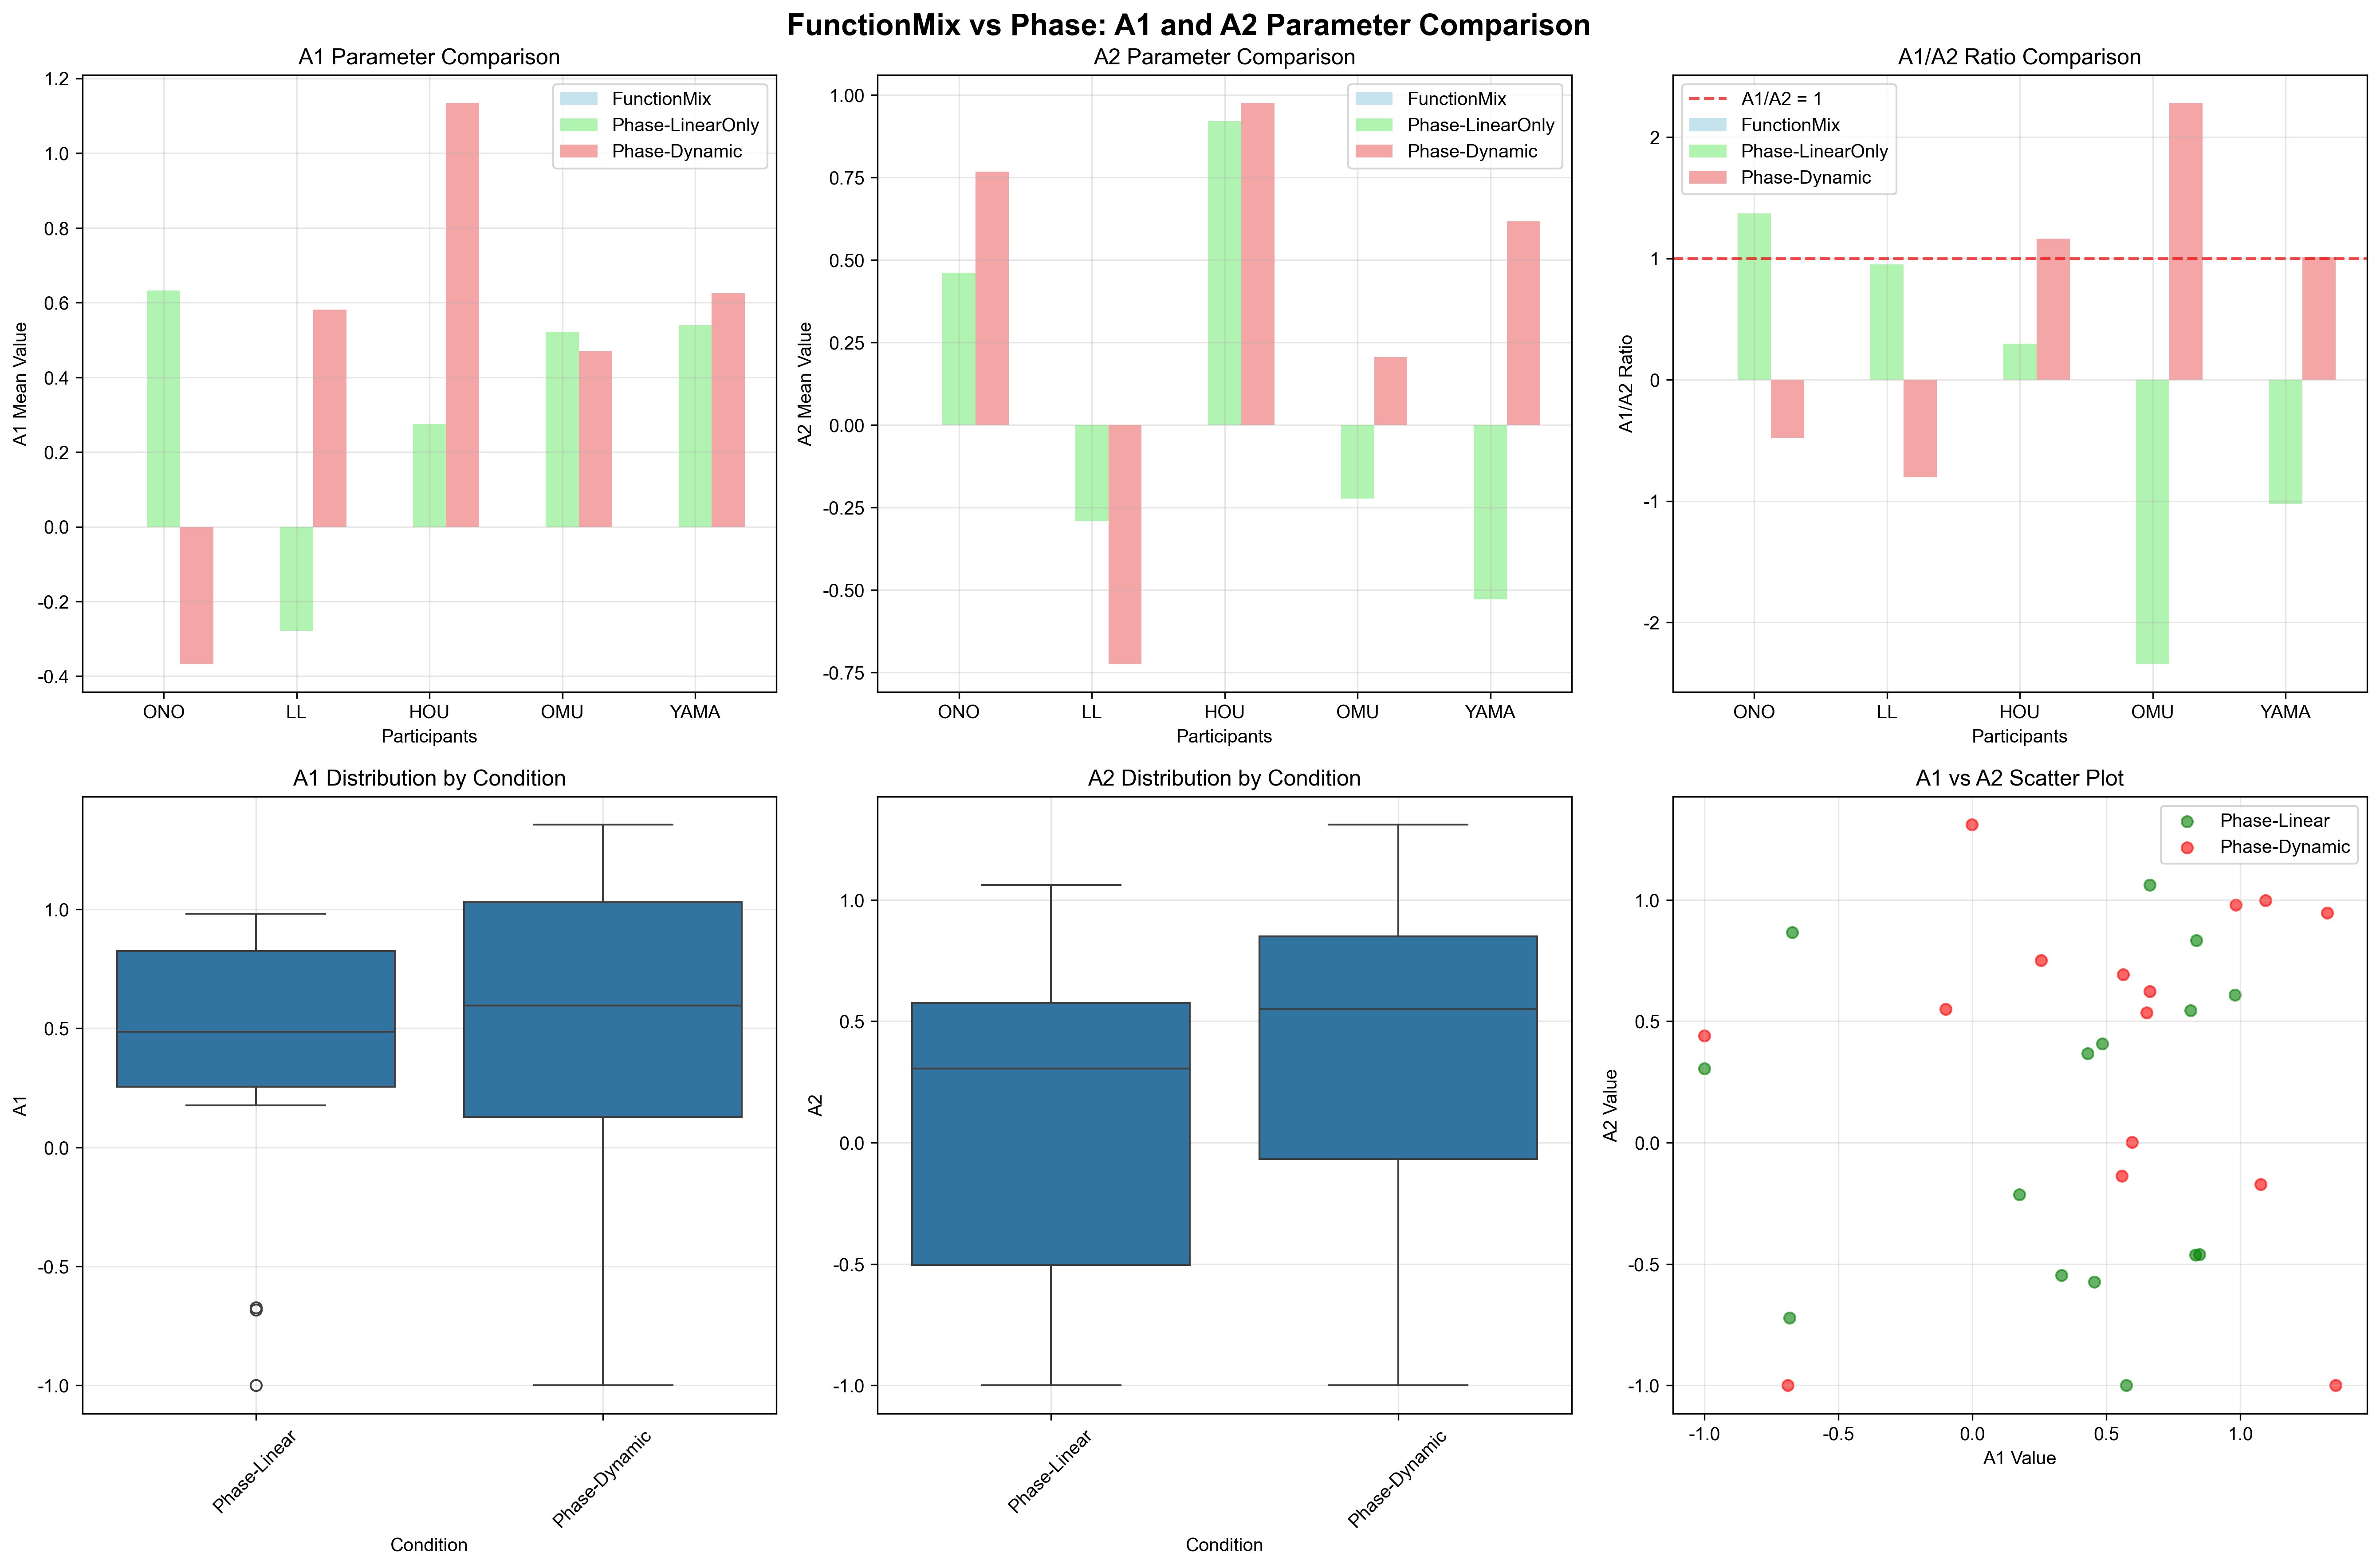 FunctionMix vs Phase: A1 and A2 Parameter Comparison
A1 Parameter Comparison
1.2
1.0
0.8
0.6
0.4
0.2
0.0
-0.2
-0.4
A1 Mean Value
FunctionMix
Phase-LinearOnly
Phase-Dynamic
ONO LL HOU OMU YAMA
Participants
A2 Parameter Comparison
1.00
0.75
0.50
0.25
0.00
-0.25
-0.50
-0.75
A2 Mean Value
FunctionMix
Phase-LinearOnly
Phase-Dynamic
ONO LL HOU OMU YAMA
Participants
A1/A2 Ratio Comparison
2
1
0
-1
-2
A1/A2 Ratio
A1/A2 = 1
FunctionMix
Phase-LinearOnly
Phase-Dynamic
ONO LL HOU OMU YAMA
Participants
A1 Distribution by Condition
1.0
0.5
0.0
-0.5
-1.0
A1
Phase-Linear
Phase-Dynamic
Condition
A2 Distribution by Condition
1.0
0.5
0.0
-0.5
-1.0
A2
Phase-Linear
Phase-Dynamic
Condition
A1 vs A2 Scatter Plot
1.0
0.5
0.0
-0.5
-1.0
A2 Value
Phase-Linear
Phase-Dynamic
-1.0 -0.5 0.0 0.5 1.0
A1 Value